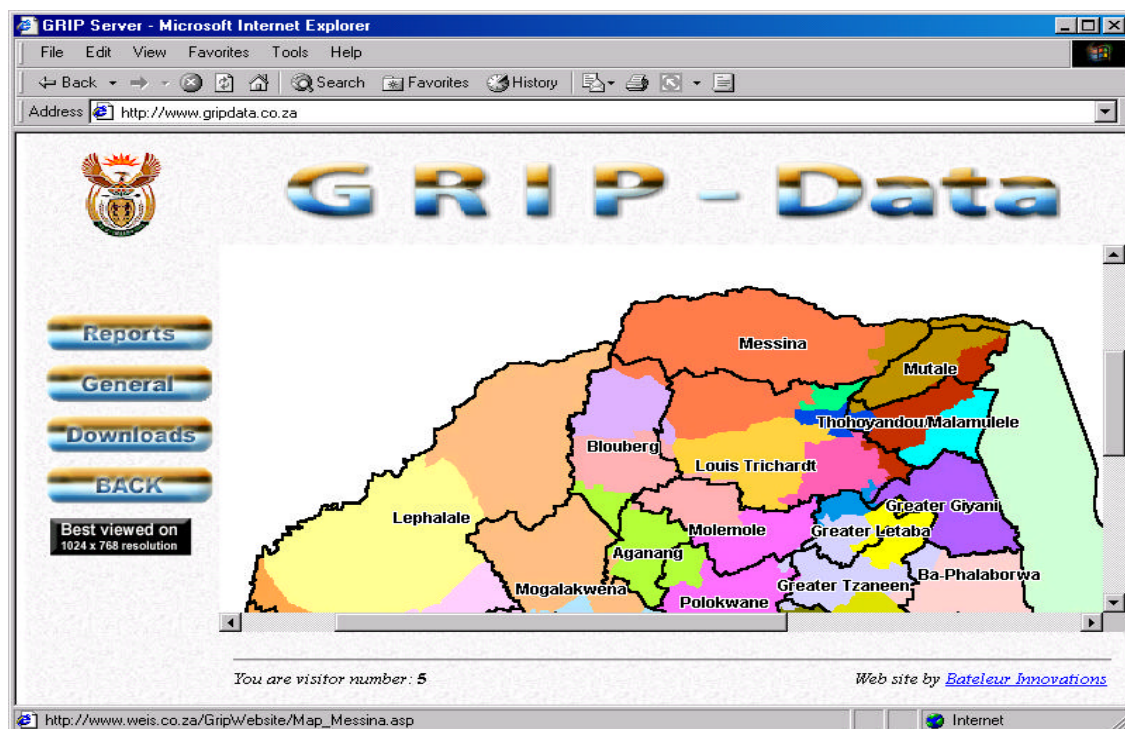 GRIP Server - Microsoft Internet Explorer
File Edit View Favorites Tools Help
Back Search Favorites History
Address http://www.gripdata.co.za
GRIP - Data
Reports
General
Downloads
BACK
Best viewed on
1024 x 768 resolution
Messina
Mutale
Thohoyandou/Malamulele
Blouberg
Louis Trichardt
Greater Giyani
Lephalale
Molemole
Greater Letaba
Aganang
Ba-Phalaborwa
Mogalakwena
Greater Tzaneen
Polokwane
You are visitor number: 5
Web site by Bateleur Innovations
http://www.weis.co.za/GripWebsite/Map_Messina.asp
Internet